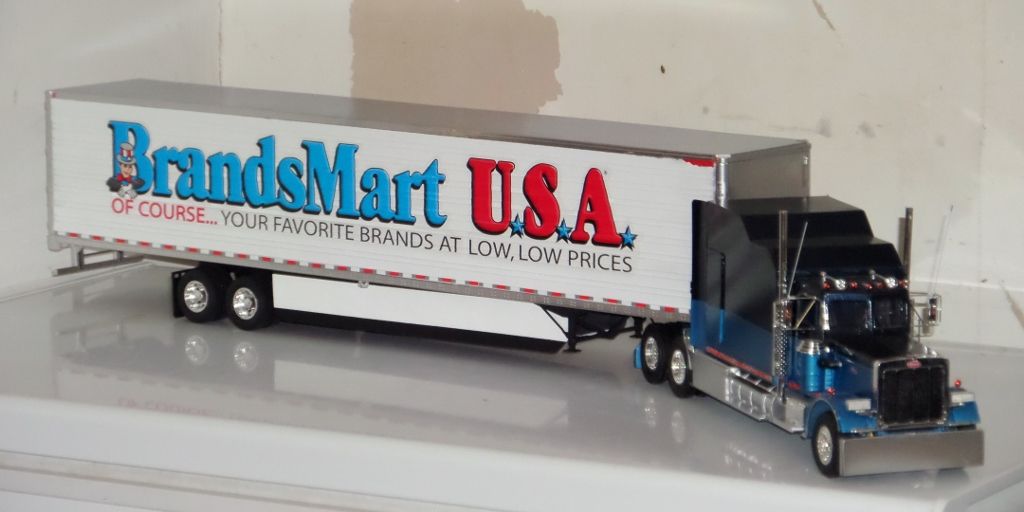 BrandsMart U.S.A.
OF COURSE... YOUR FAVORITE BRANDS AT LOW, LOW PRICES